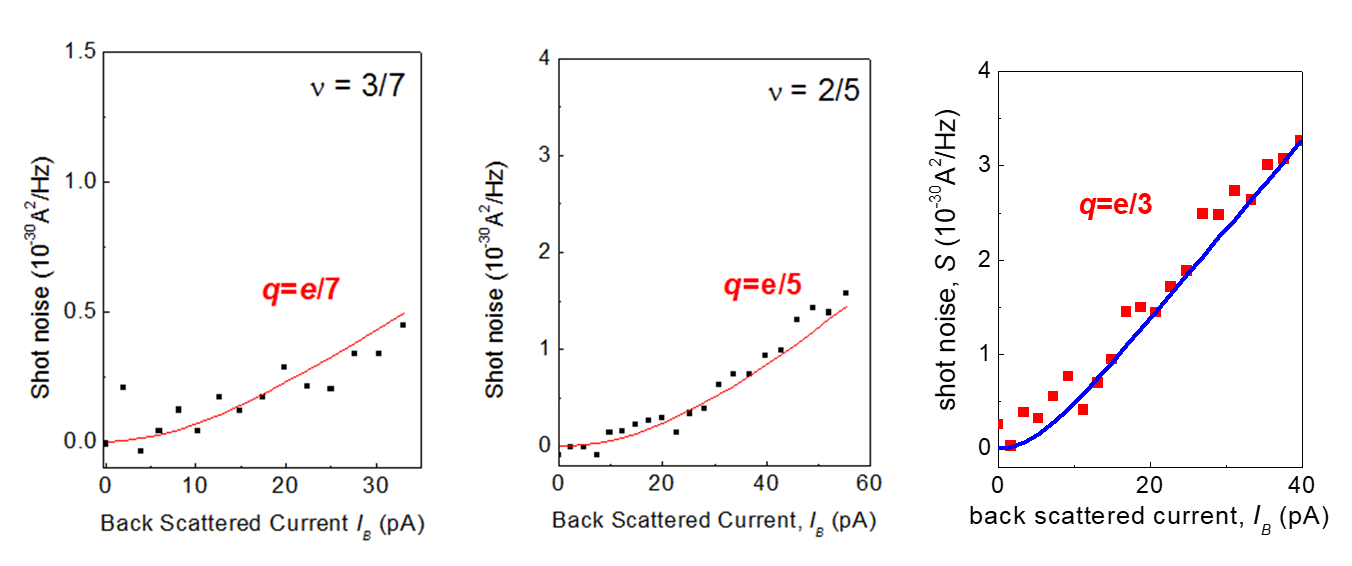 1.5
1.0
0.5
0.0
ν = 3/7
q=e/7
Shot noise (10⁻³⁰A²/Hz)
0 10 20 30
Back Scattered Current I_B (pA)
4
3
2
1
0
ν = 2/5
q=e/5
Shot noise (10⁻³⁰A²/Hz)
0 20 40 60
Back Scattered Current, I_B (pA)
4
3
2
1
0
q=e/3
shot noise, S (10⁻³⁰A²/Hz)
0 20 40
back scattered current, I_B (pA)